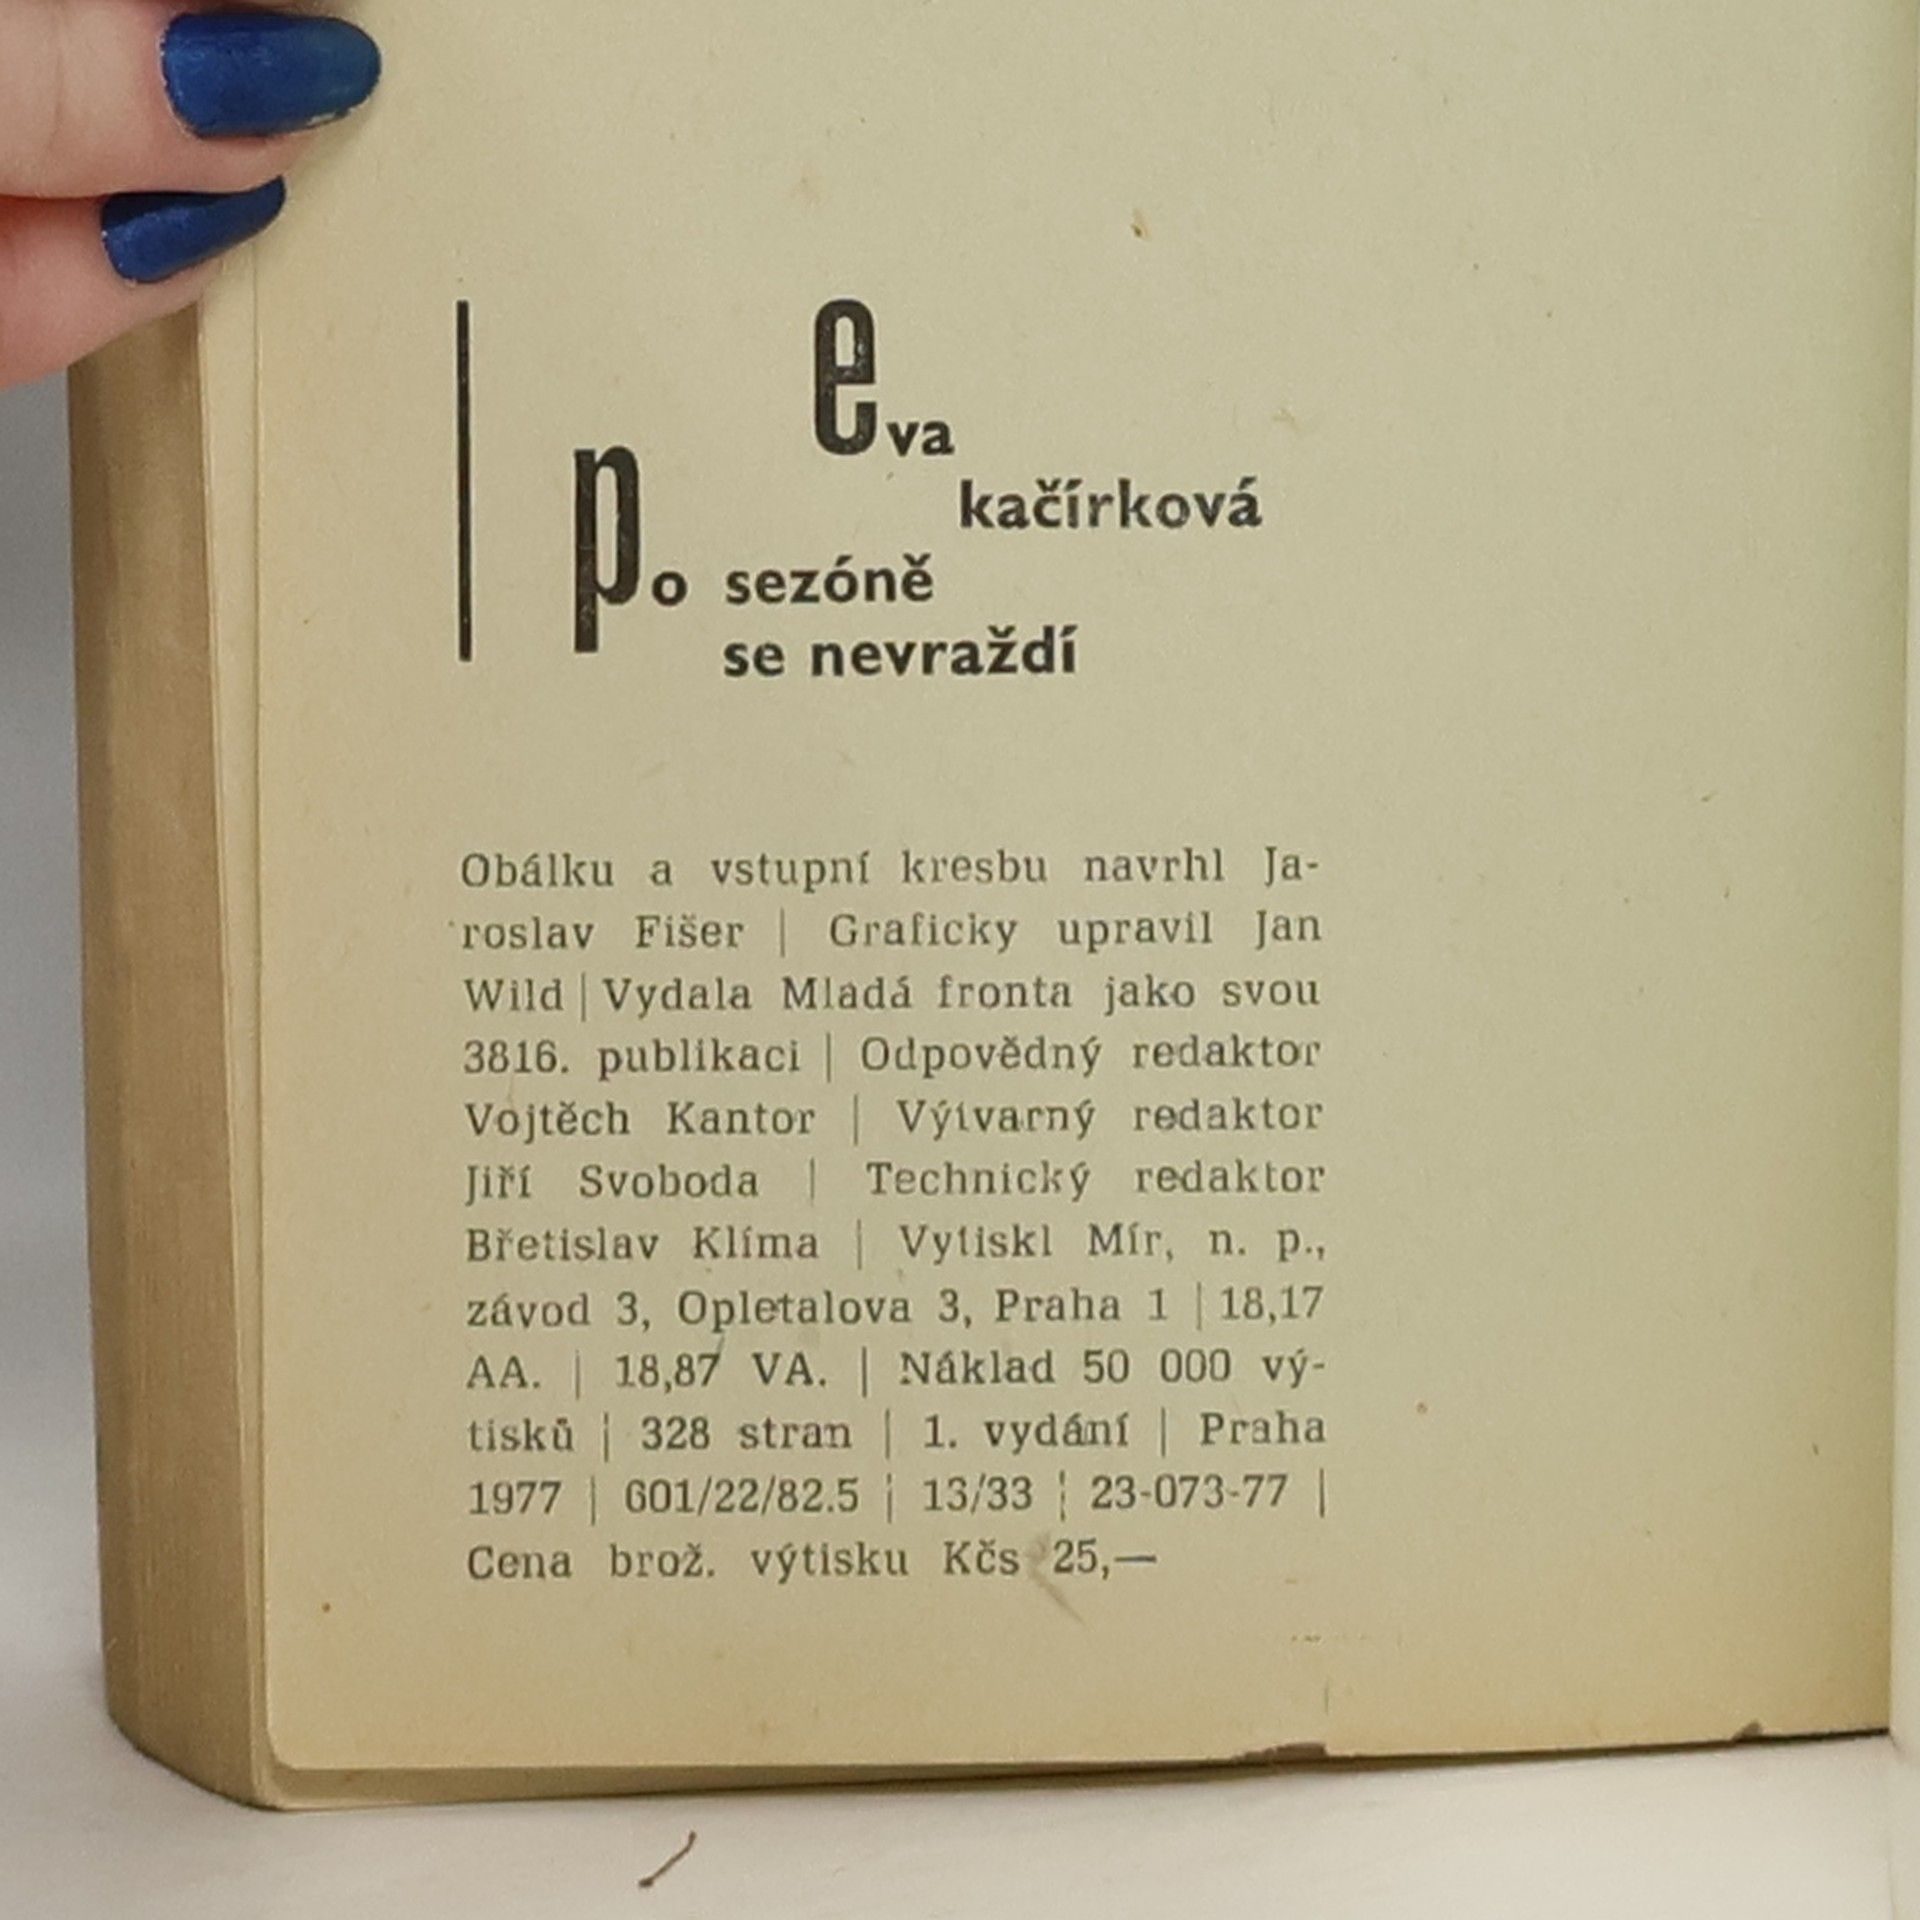 eva
kačírková
po sezóně
se nevraždí
Obálku a vstupní kresbu navrhl Ja-
roslav Fišer | Graficky upravil Jan
Wild | Vydala Mladá fronta jako svou
3816. publikaci | Odpovědný redaktor
Vojtěch Kantor | Výtvarný redaktor
Jiří Svoboda | Technický redaktor
Břetislav Klíma | Vytiskl Mír, n. p.,
závod 3, Opletalova 3, Praha 1 | 18,17
AA. | 18,87 VA. | Náklad 50 000 vý-
tisků | 328 stran | 1. vydání | Praha
1977 | 601/22/82.5 | 13/33 | 23-073-77 |
Cena brož. výtisku Kčs 25,—